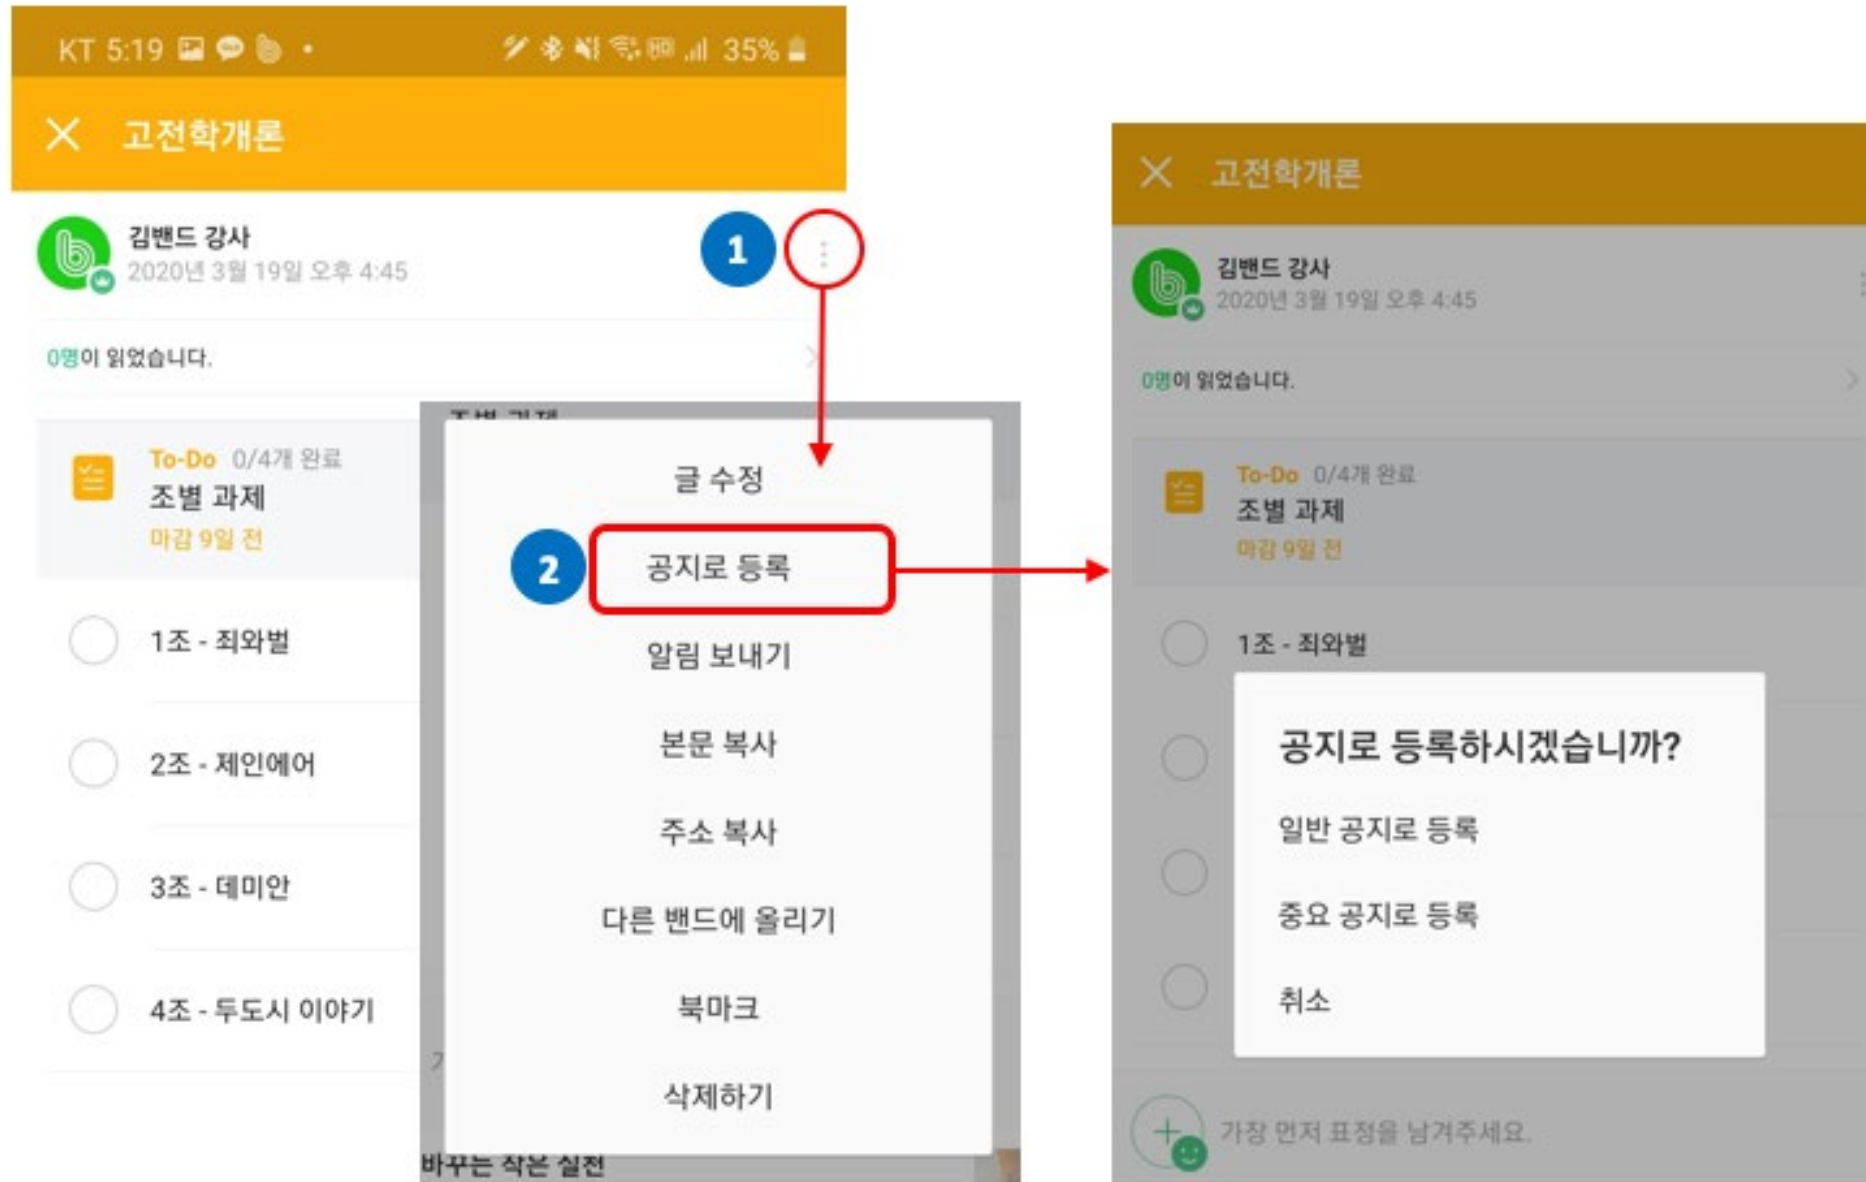 KT 5:19
35%
고전학개론
김밴드 강사
2020년 3월 19일 오후 4:45
1
0명이 읽었습니다.
To-Do 0/4개 완료
조별 과제
마감 9일 전
1조 - 죄와벌
2조 - 제인에어
3조 - 데미안
4조 - 두도시 이야기
조별 과제
글 수정
2
공지로 등록
알림 보내기
본문 복사
주소 복사
다른 밴드에 올리기
북마크
삭제하기
바꾸는 작은 실천
고전학개론
김밴드 강사
2020년 3월 19일 오후 4:45
0명이 읽었습니다.
To-Do 0/4개 완료
조별 과제
마감 9일 전
1조 - 죄와벌
공지로 등록하시겠습니까?
일반 공지로 등록
중요 공지로 등록
취소
가장 먼저 표정을 남겨주세요.